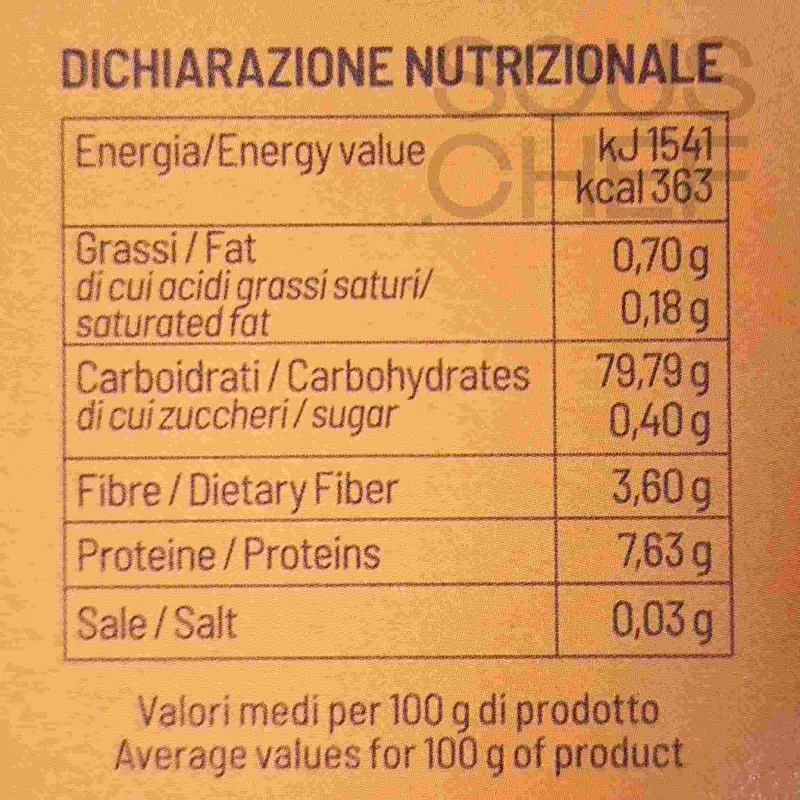 DICHIARAZIONE NUTRIZIONALE
SOUS
CHEF
Energia/Energy value kJ 1541
kcal 363
Grassi / Fat 0,70 g
di cui acidi grassi saturi/
saturated fat 0,18 g
Carboidrati / Carbohydrates 79,79 g
di cui zuccheri / sugar 0,40 g
Fibre / Dietary Fiber 3,60 g
Proteine / Proteins 7,63 g
Sale / Salt 0,03 g
Valori medi per 100 g di prodotto
Average values for 100 g of product